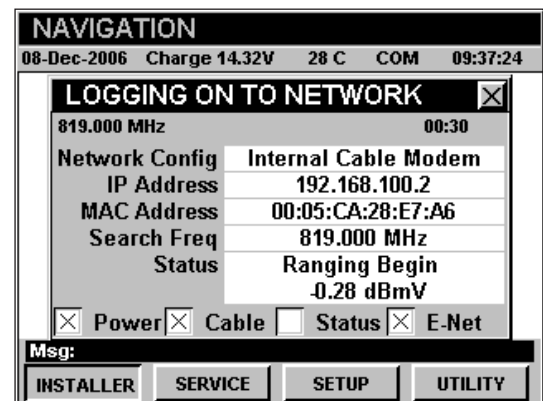 NAVIGATION
08-Dec-2006 Charge 14.32V 28 C COM 09:37:24
LOGGING ON TO NETWORK
819.000 MHz 00:30
Network Config Internal Cable Modem
IP Address 192.168.100.2
MAC Address 00:05:CA:28:E7:A6
Search Freq 819.000 MHz
Status Ranging Begin
-0.28 dBmV
Power Cable Status E-Net
Msg:
INSTALLER SERVICE SETUP UTILITY